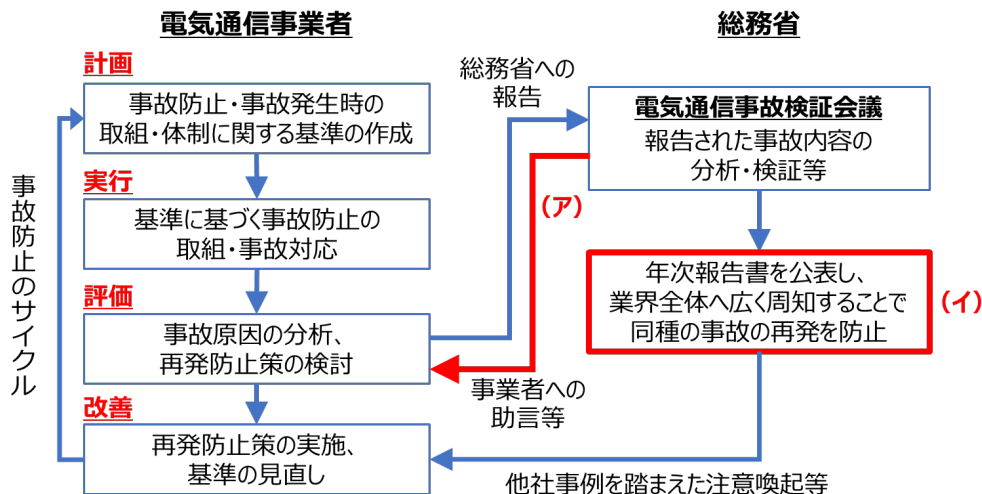 電気通信事業者
計画
事故防止・事故発生時の
取組・体制に関する基準の作成
実行
基準に基づく事故防止の
取組・事故対応
評価
事故原因の分析、
再発防止策の検討
改善
再発防止策の実施、
基準の見直し
事故防止のサイクル
総務省への
報告
(ア)
事業者への
助言等
総務省
電気通信事故検証会議
報告された事故内容の
分析・検証等
年次報告書を公表し、
業界全体へ広く周知することで
同種の事故の再発を防止
(イ)
他社事例を踏まえた注意喚起等